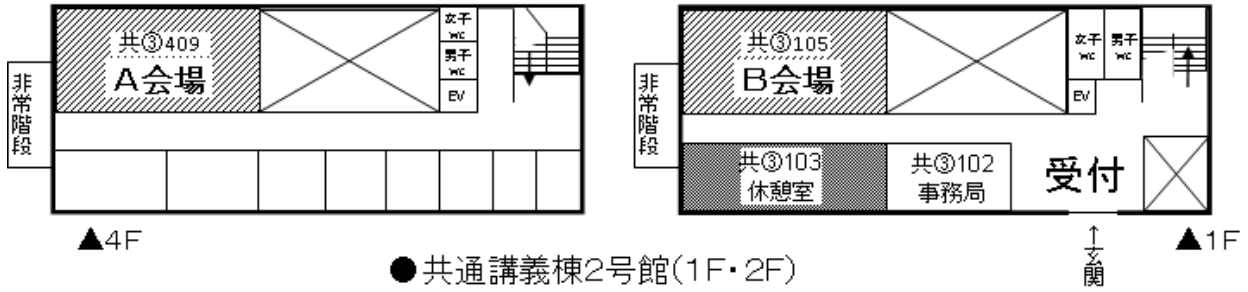 共③409
A会場
女子
WC
男子
WC
EV
非常階段
▲4F
共③105
B会場
女子
WC
男子
WC
EV
非常階段
共③103
休憩室
共③102
事務局
受付
↑玄関
▲1F
●共通講義棟2号館(1F・2F)